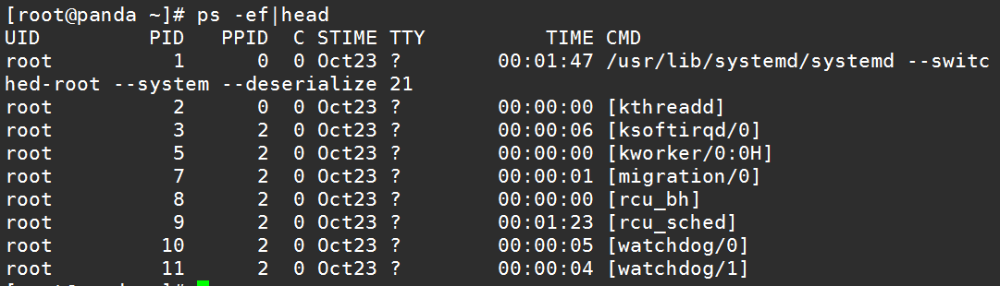 [root@panda ~]# ps -ef|head
UID        PID  PPID  C STIME TTY          TIME CMD
root         1     0  0 Oct23 ?        00:01:47 /usr/lib/systemd/systemd --switc
hed-root --system --deserialize 21
root         2     0  0 Oct23 ?        00:00:00 [kthreadd]
root         3     2  0 Oct23 ?        00:00:06 [ksoftirqd/0]
root         5     2  0 Oct23 ?        00:00:00 [kworker/0:0H]
root         7     2  0 Oct23 ?        00:00:01 [migration/0]
root         8     2  0 Oct23 ?        00:00:00 [rcu_bh]
root         9     2  0 Oct23 ?        00:01:23 [rcu_sched]
root        10     2  0 Oct23 ?        00:00:05 [watchdog/0]
root        11     2  0 Oct23 ?        00:00:04 [watchdog/1]